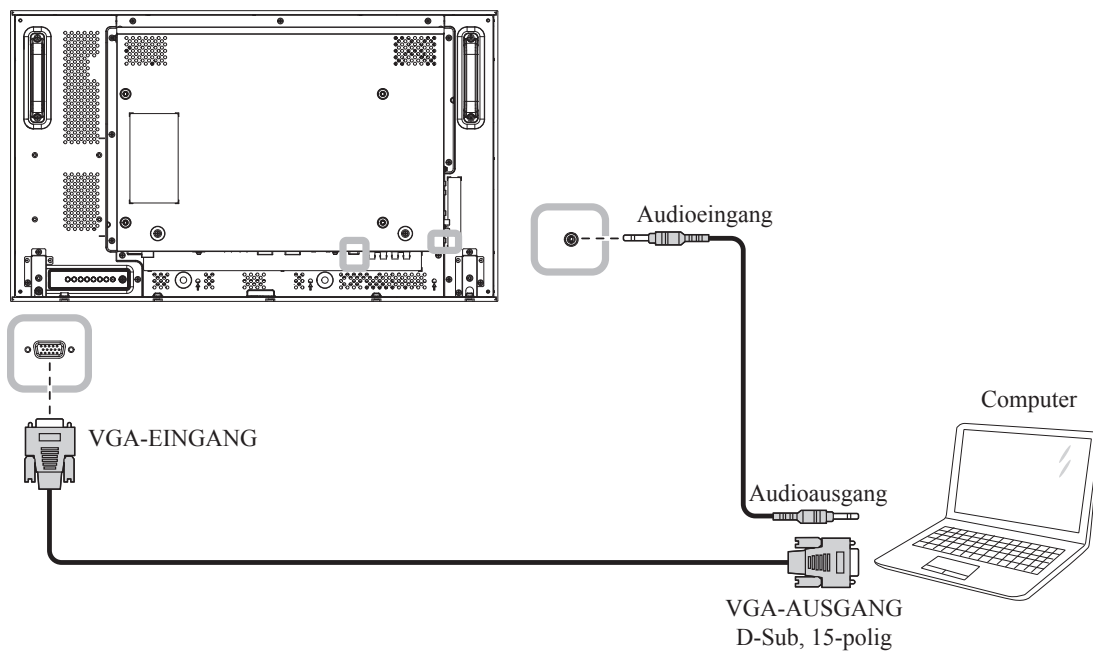 Audioeingang
Computer
VGA-EINGANG
Audioausgang
VGA-AUSGANG
D-Sub, 15-polig